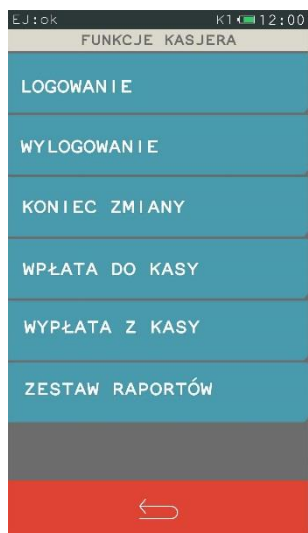 EJ:ok K1 12:00
FUNKCJE KASJERA
LOGOWANIE
WYLOGOWANIE
KONIEC ZMIANY
WPŁATA DO KASY
WYPŁATA Z KASY
ZESTAW RAPORTÓW